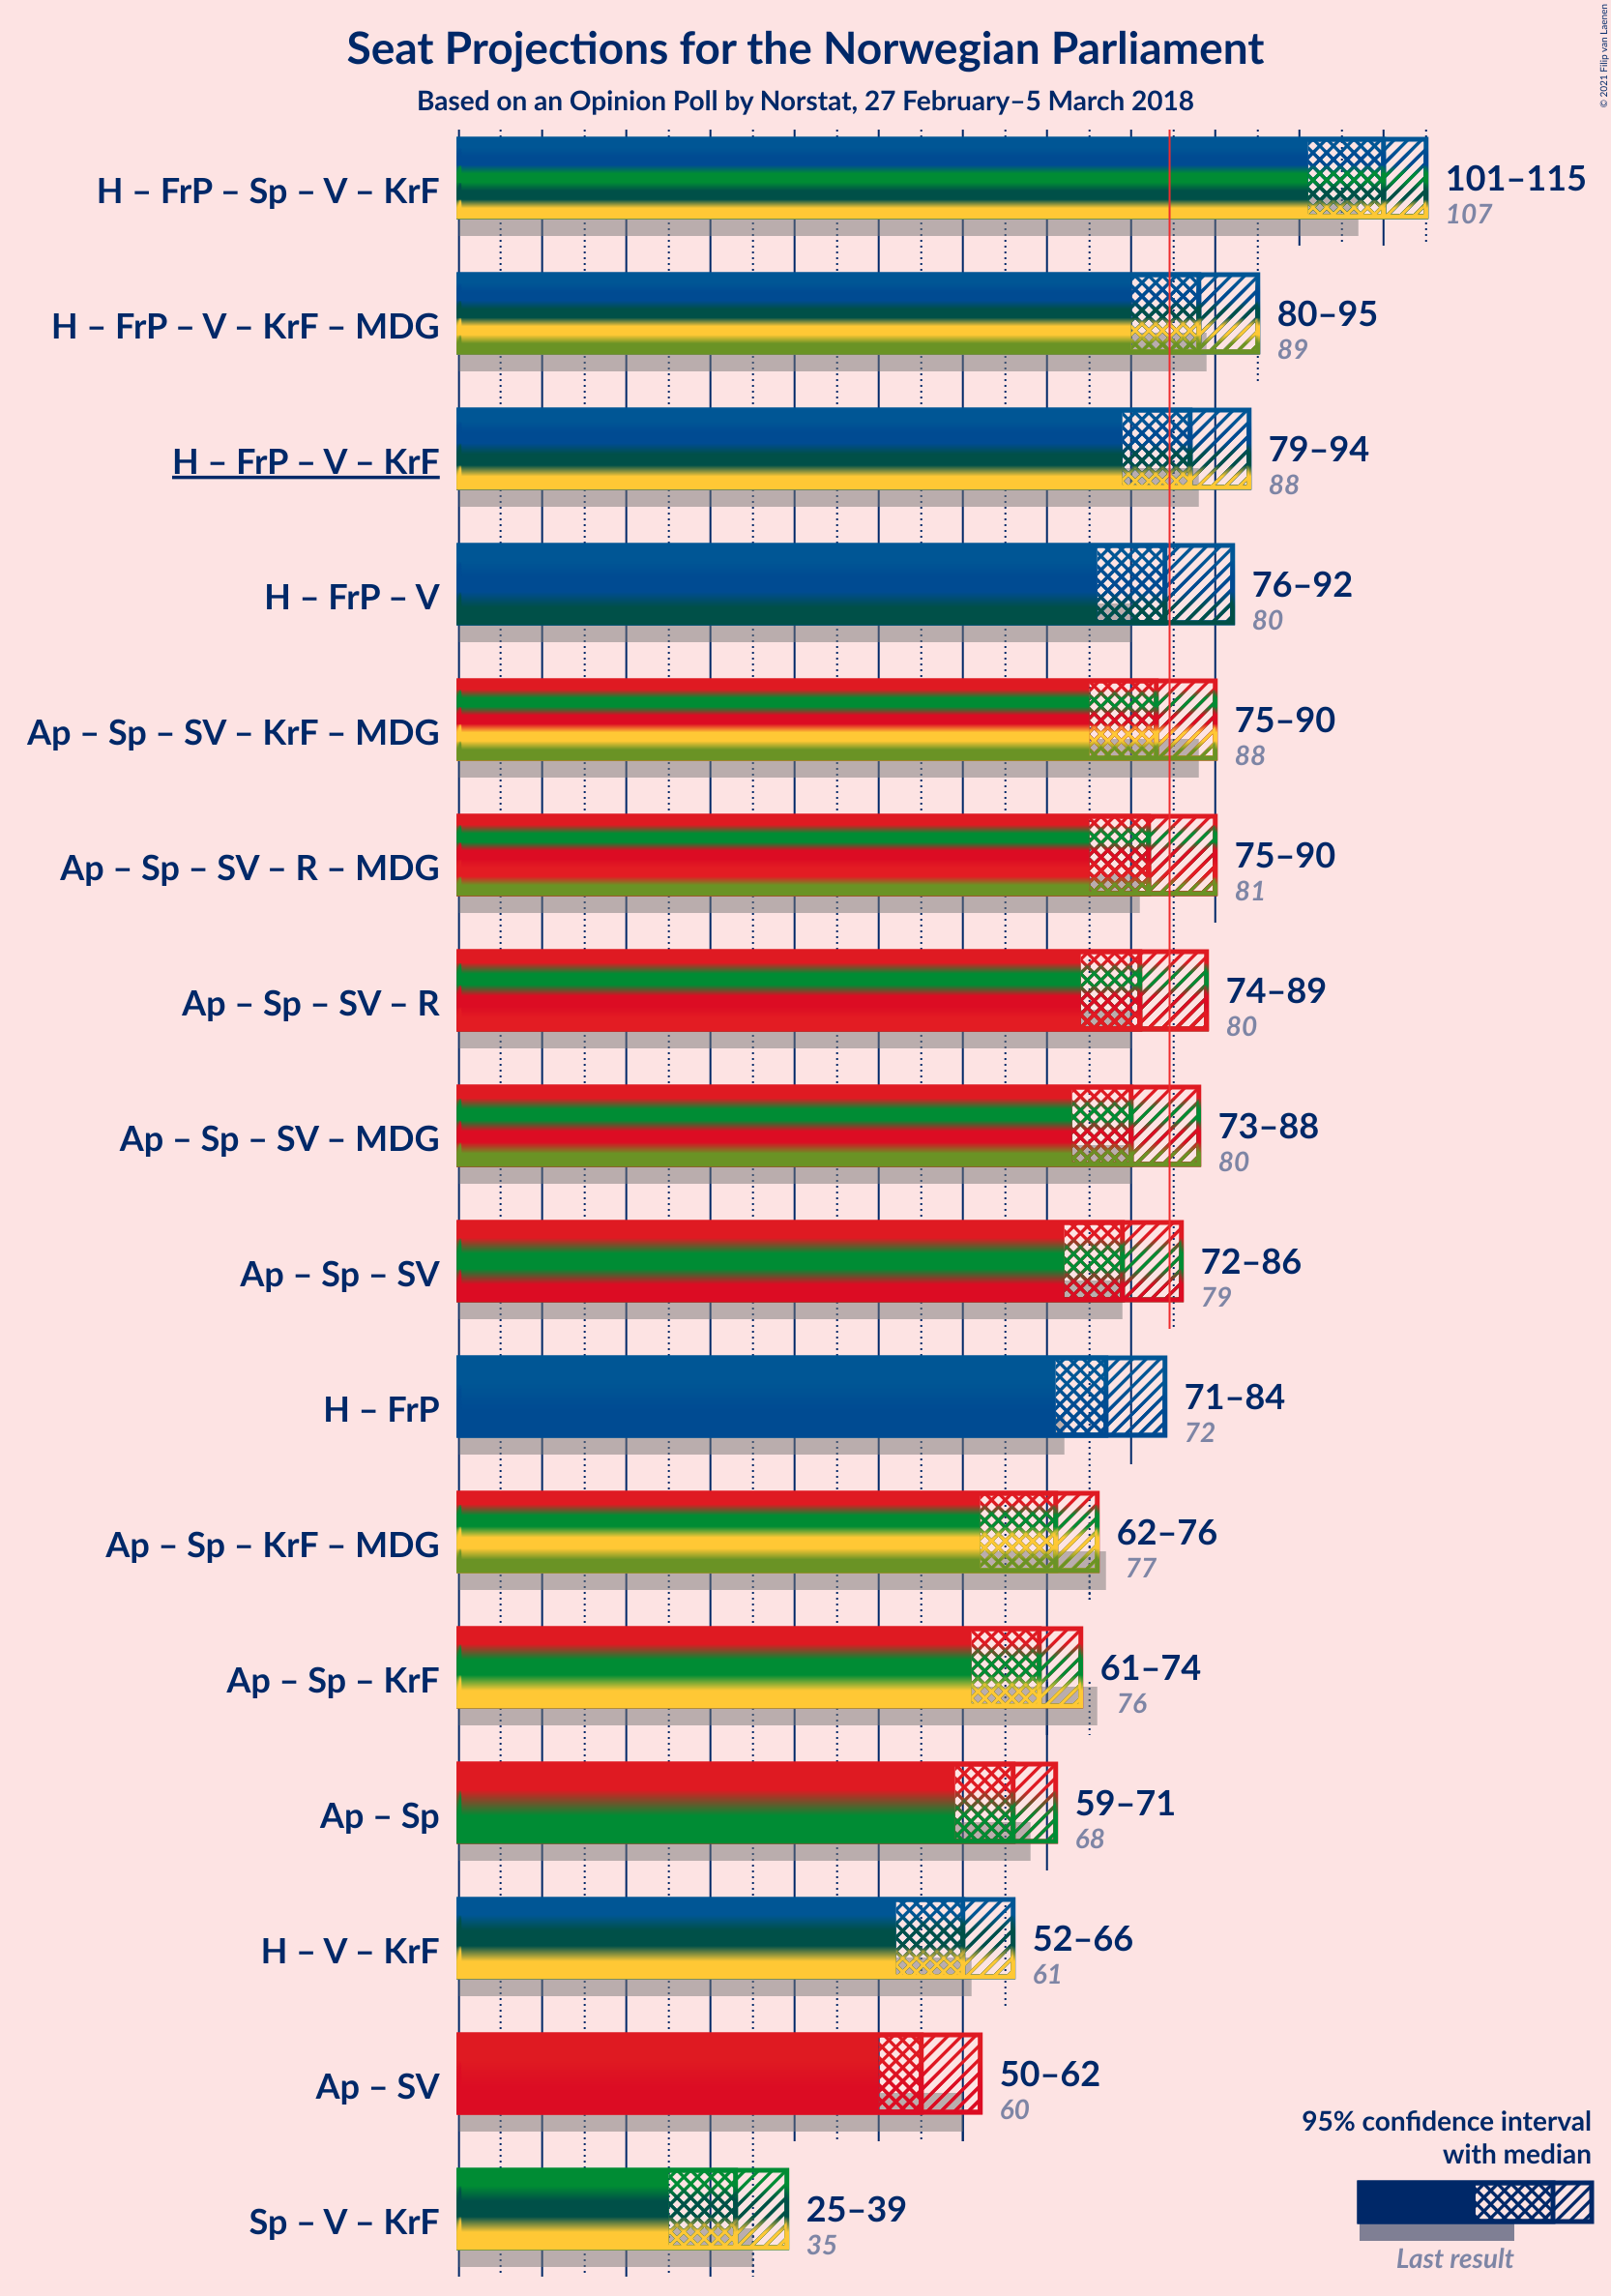 Seat Projections for the Norwegian Parliament
Based on an Opinion Poll by Norstat, 27 February–5 March 2018
© 2021 Filip van Laenen
H – FrP – Sp – V – KrF
101–115
107
H – FrP – V – KrF – MDG
80–95
89
H – FrP – V – KrF
79–94
88
H – FrP – V
76–92
80
Ap – Sp – SV – KrF – MDG
75–90
88
Ap – Sp – SV – R – MDG
75–90
81
Ap – Sp – SV – R
74–89
80
Ap – Sp – SV – MDG
73–88
80
Ap – Sp – SV
72–86
79
H – FrP
71–84
72
Ap – Sp – KrF – MDG
62–76
77
Ap – Sp – KrF
61–74
76
Ap – Sp
59–71
68
H – V – KrF
52–66
61
Ap – SV
50–62
60
Sp – V – KrF
25–39
35
95% confidence interval
with median
Last result